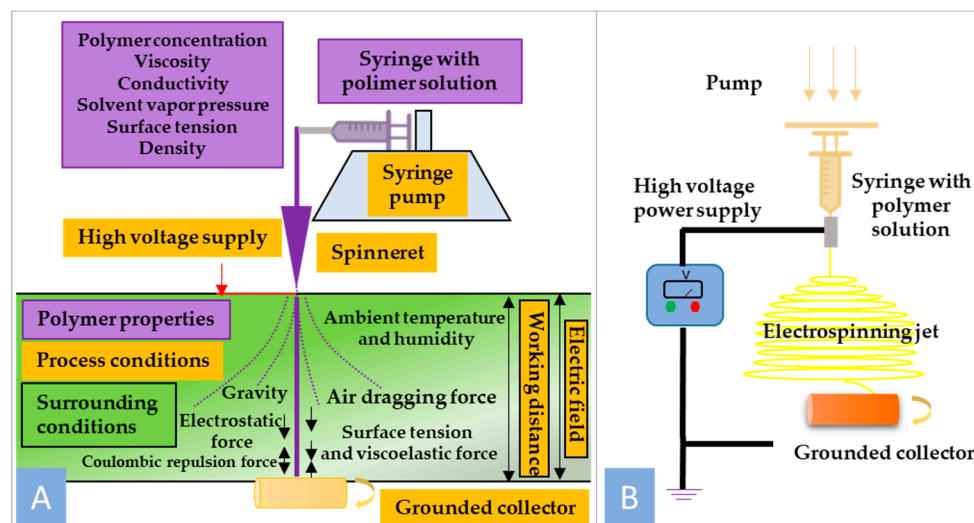 Polymer concentration
Viscosity
Conductivity
Solvent vapor pressure
Surface tension
Density
Syringe with
polimer solution
Syringe
pump
High voltage supply
Spinneret
Polymer properties
Process conditions
Surrounding
conditions
Ambient temperature
and humidity
Gravity
Electrostatic
force
Coulombic repulsion force
Air dragging force
Surface tension
and viscoelastic force
Working distance
Electric field
Grounded collector
A
Pump
High voltage
power supply
Syringe with
polymer
solution
V
Electrospinning jet
Grounded collector
B